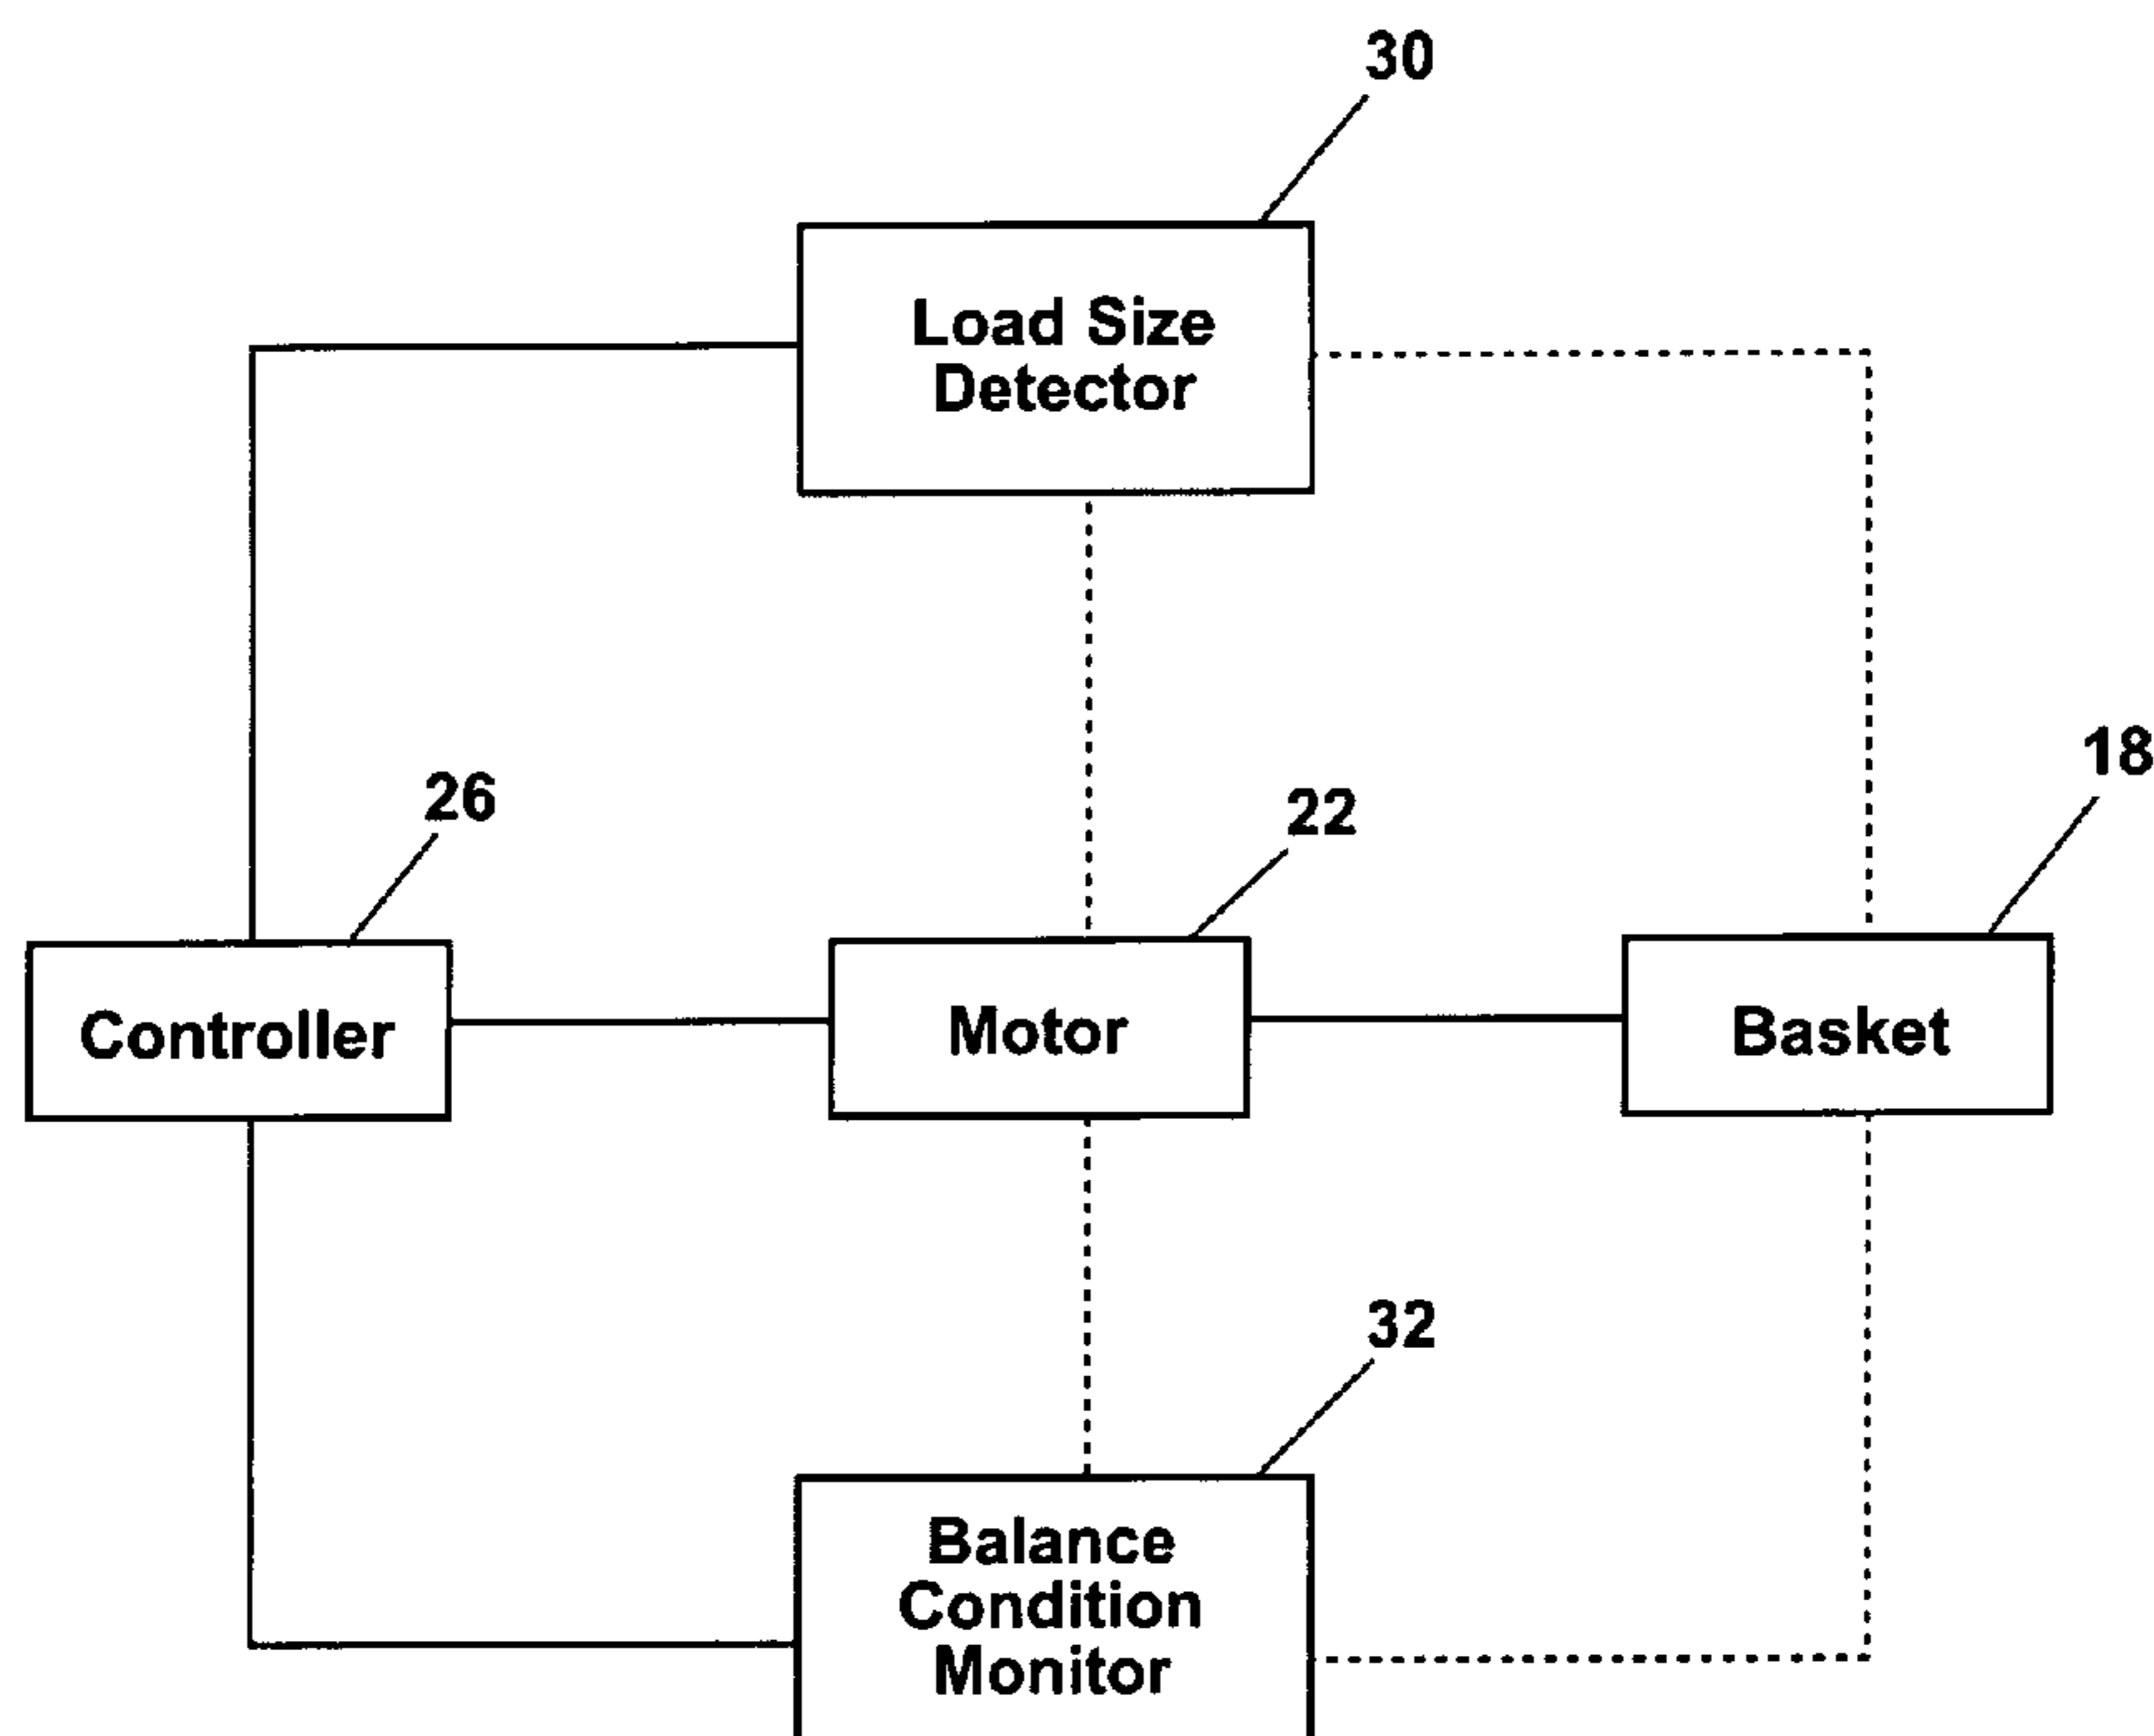 30
Load Size
Detector
26
22
18
Controller
Motor
Basket
32
Balance
Condition
Monitor